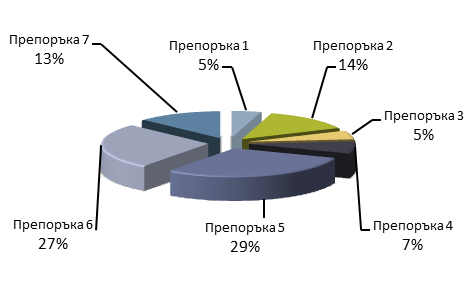 Препоръка 1
5%
Препоръка 2
14%
Препоръка 3
5%
Препоръка 4
7%
Препоръка 5
29%
Препоръка 6
27%
Препоръка 7
13%